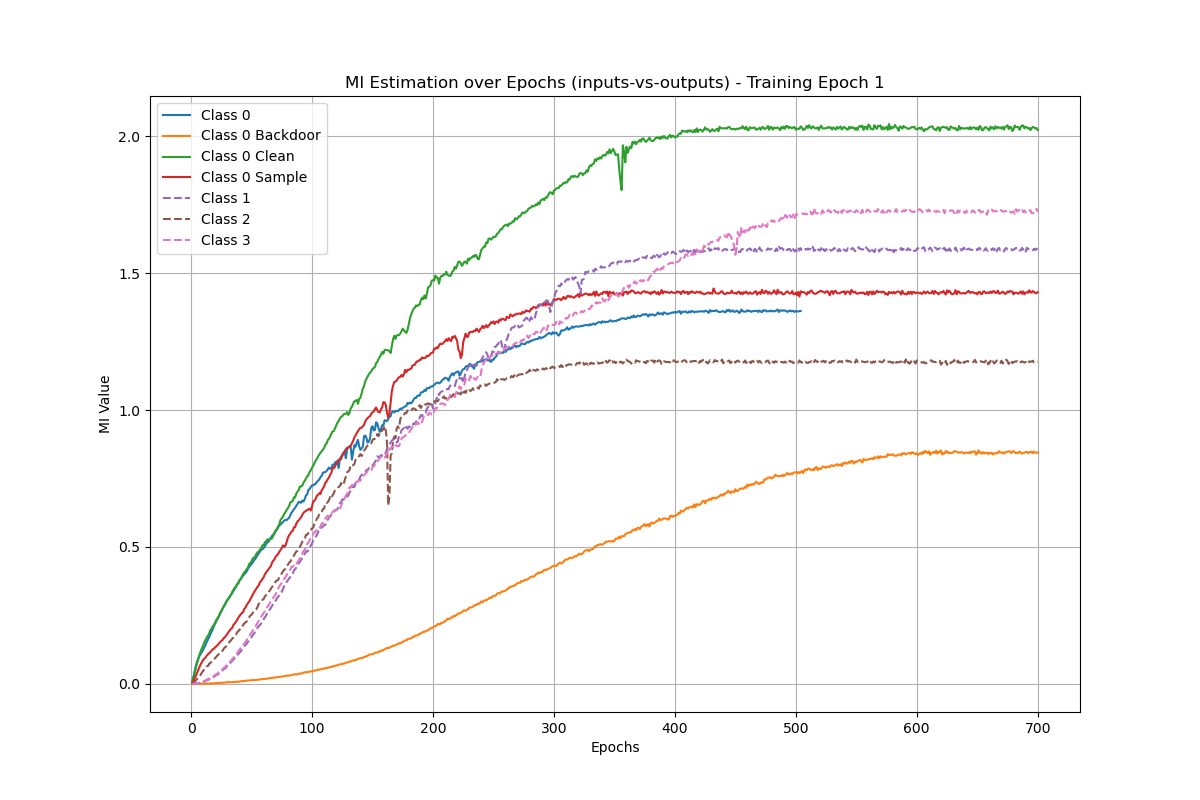 MI Estimation over Epochs (inputs-vs-outputs) - Training Epoch 1
Class 0
Class 0 Backdoor
Class 0 Clean
Class 0 Sample
Class 1
Class 2
Class 3
MI Value
2.0
1.5
1.0
0.5
0.0
0 100 200 300 400 500 600 700
Epochs